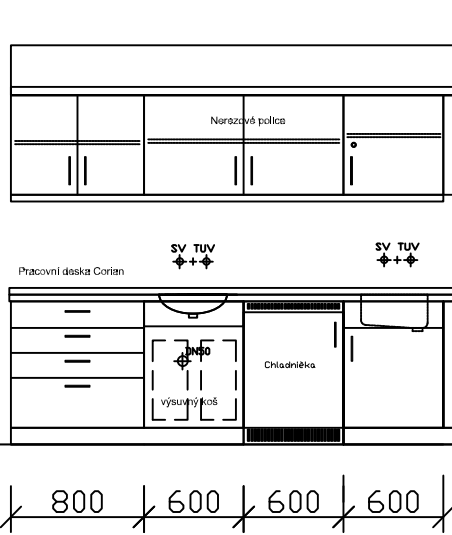 Nerezové police
SV TUV
SV TUV
Pracovní deska Corian
DN50
Chladnička
výsuvný koš
800 600 600 600